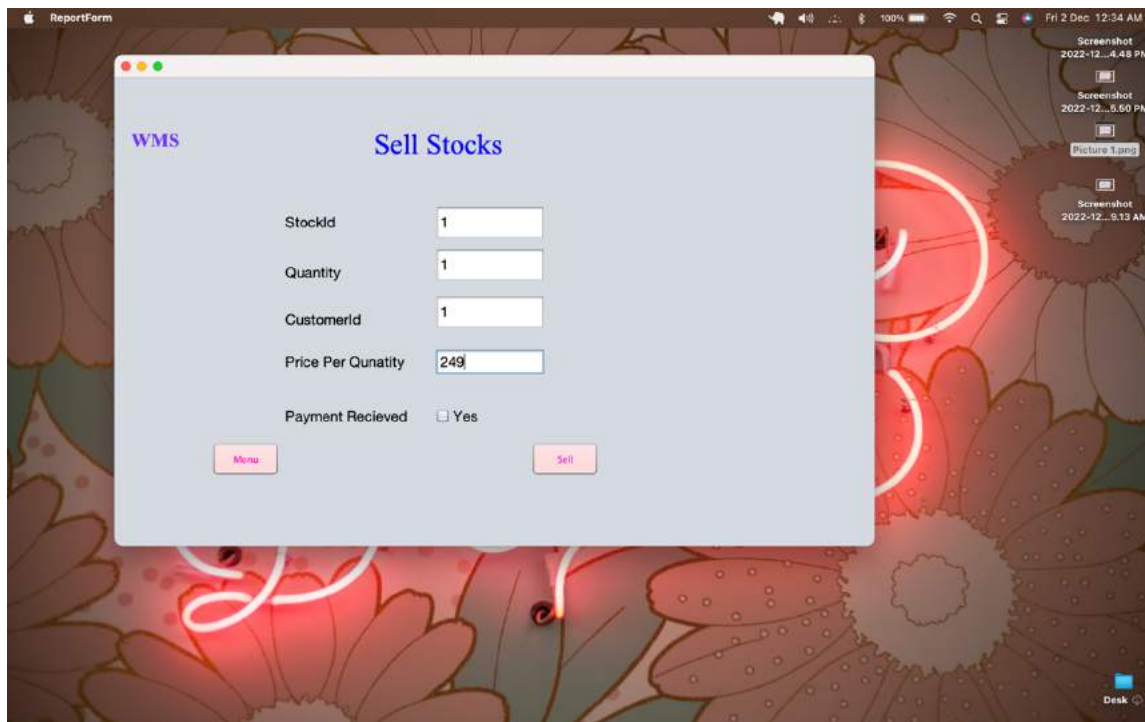 ReportForm
100%
Fri 2 Dec 12:34 AM
Screenshot
2022-12...4.48 PM
Screenshot
2022-12...5.50 PM
Picture 1.png
Screenshot
2022-12...9.13 AM
WMS
Sell Stocks
StockId 1
Quantity 1
CustomerId 1
Price Per Qunatity 249
Payment Recieved Yes
Menu Sell
Desk